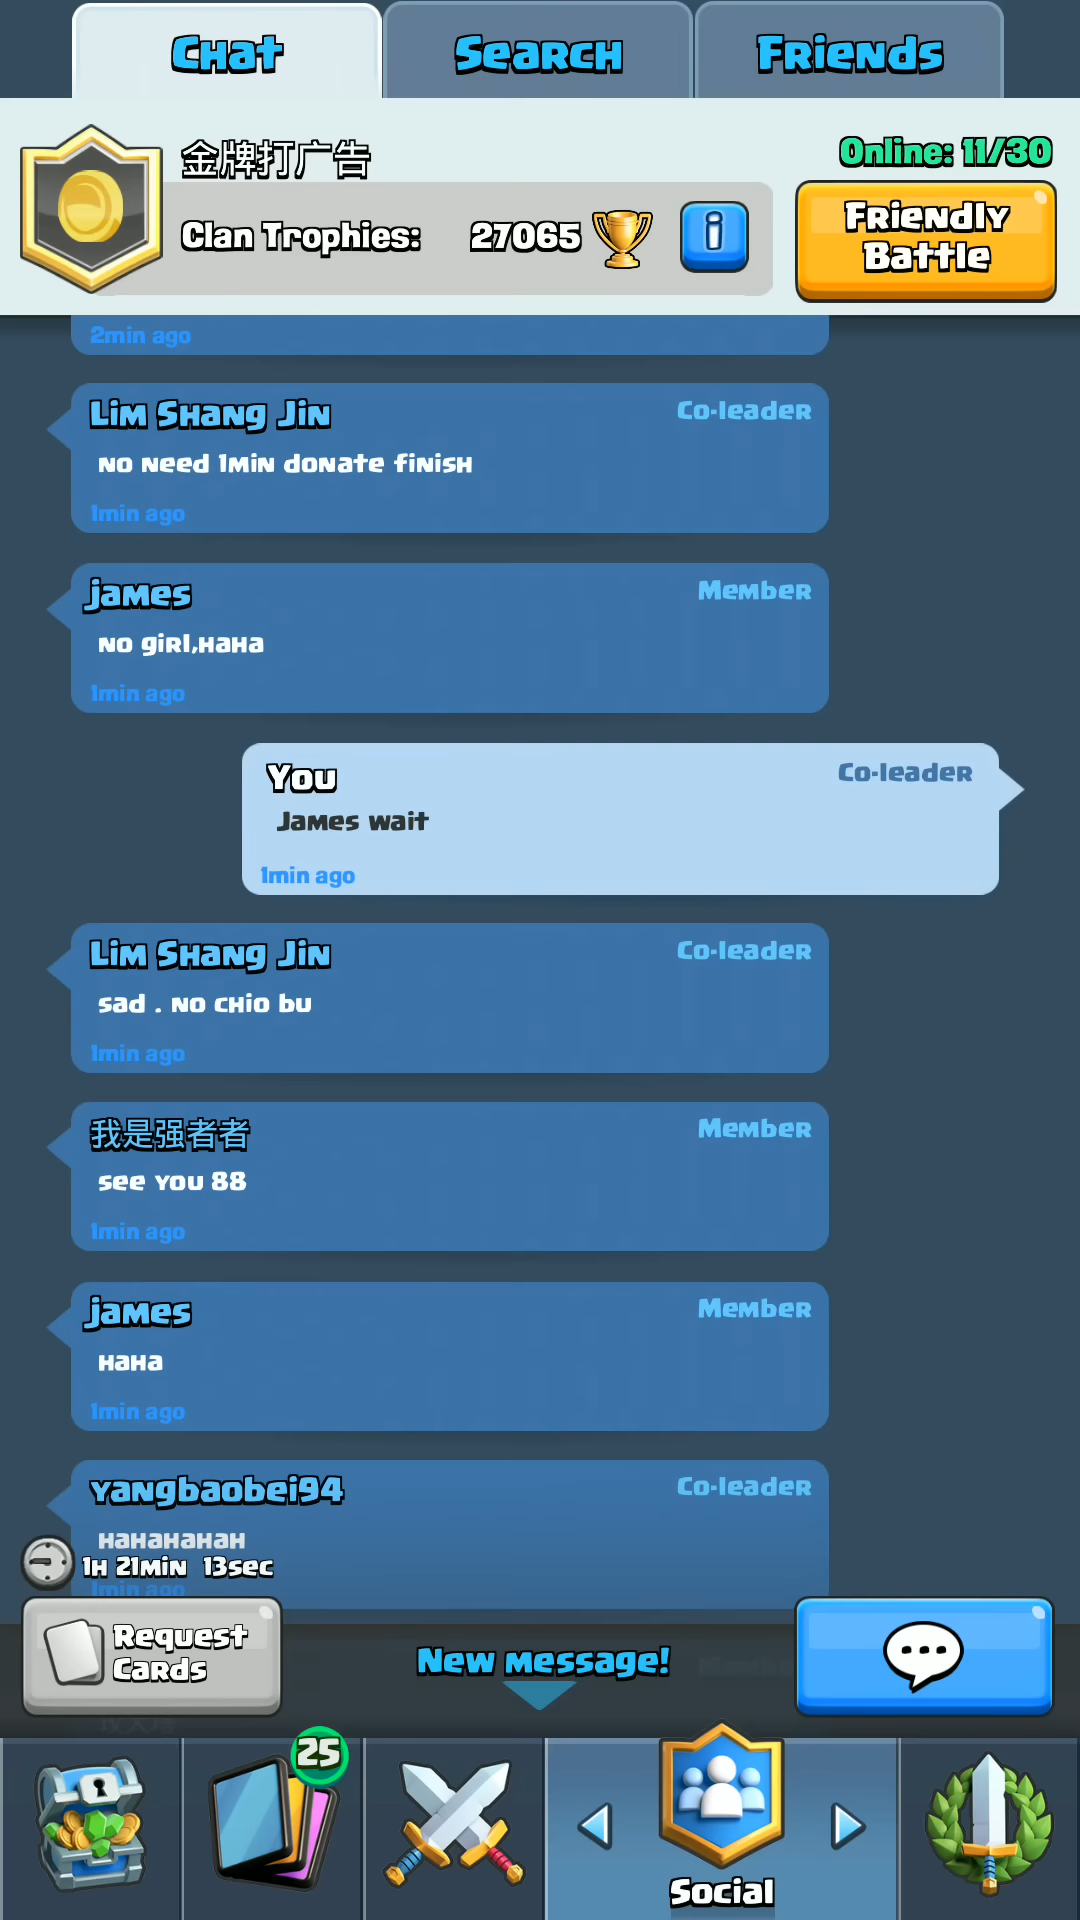 Chat
Search
Friends
金牌打广告
Online: 11/30
Clan Trophies:
27065
Friendly
Battle
2min ago
Lim Shang Jin
Co-leader
no need 1min donate finish
1min ago
james
Member
no girl,haha
1min ago
You
Co-leader
James wait
1min ago
Lim Shang Jin
Co-leader
sad . no chio bu
1min ago
我是强者者
Member
see you 88
1min ago
james
Member
haha
1min ago
yangbaobei94
Co-leader
hahahahah
1h 21min 13sec
1min ago
Request
Cards
New message!
Member
25
Social